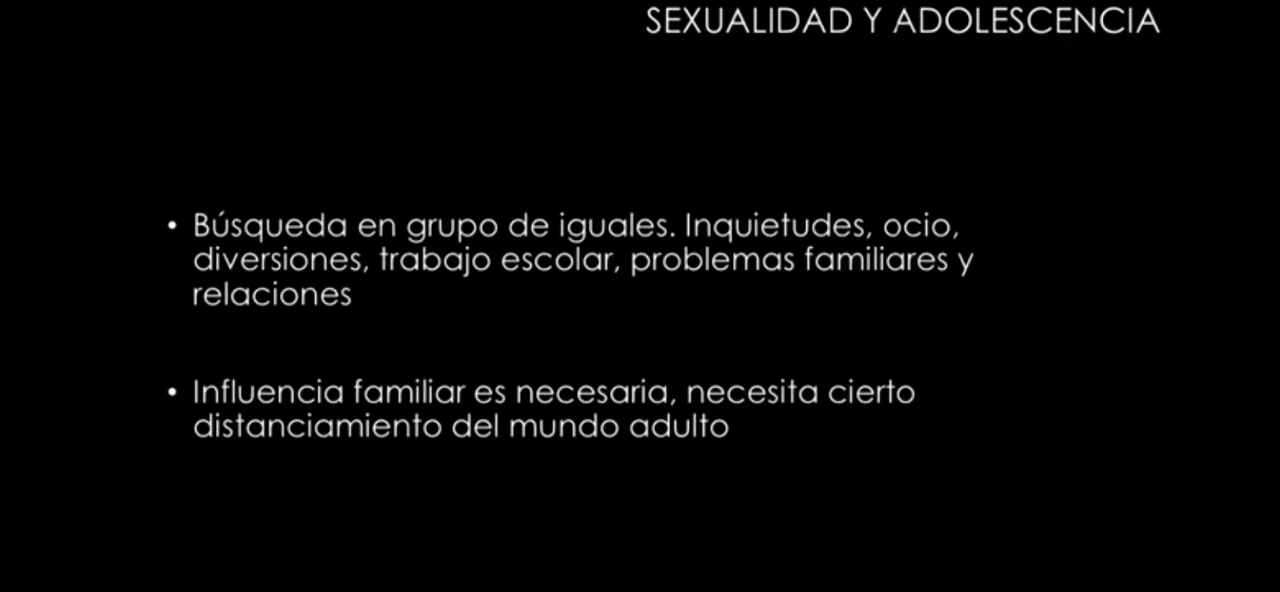 SEXUALIDAD Y ADOLESCENCIA
• Búsqueda en grupo de iguales. Inquietudes, ocio,
diversiones, trabajo escolar, problemas familiares y
relaciones
• Influencia familiar es necesaria, necesita cierto
distanciamiento del mundo adulto